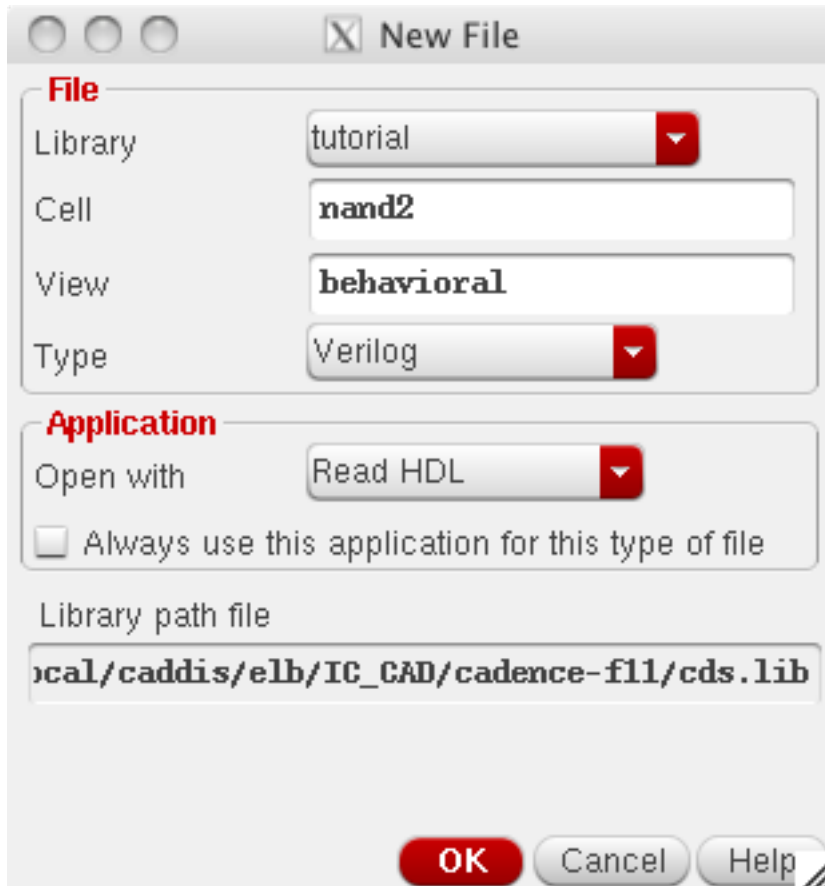 New File
File
Library tutorial
Cell nand2
View behavioral
Type Verilog
Application
Open with Read HDL
Always use this application for this type of file
Library path file
ocal/caddis/elb/IC_CAD/cadence-f11/cds.lib
OK Cancel Help